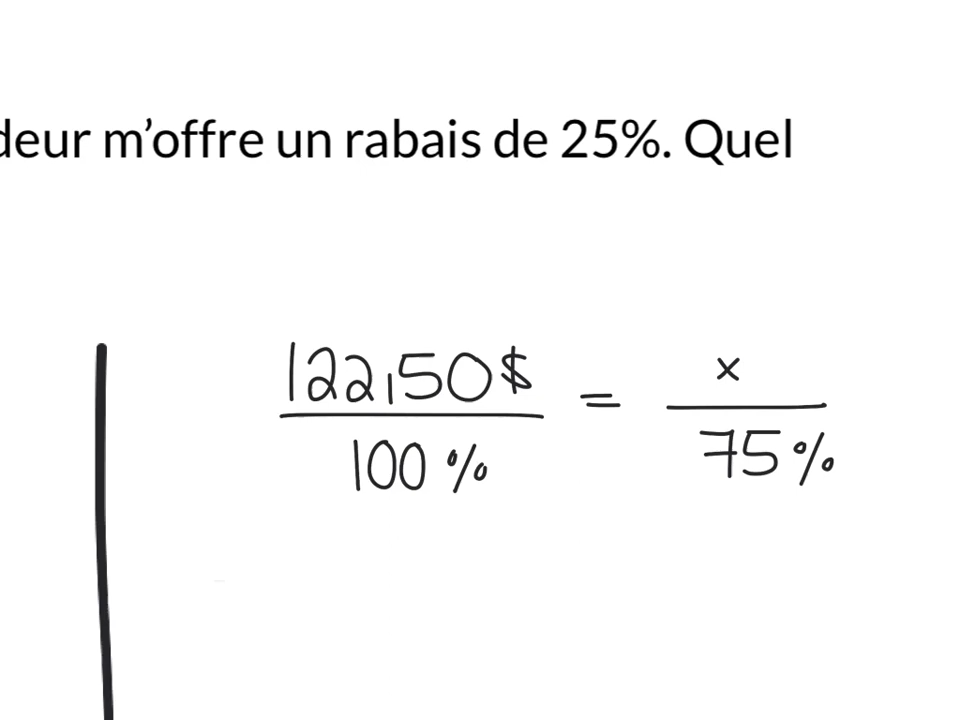 deur m’offre un rabais de 25%. Quel
122,50$ = x
100 % 75 %